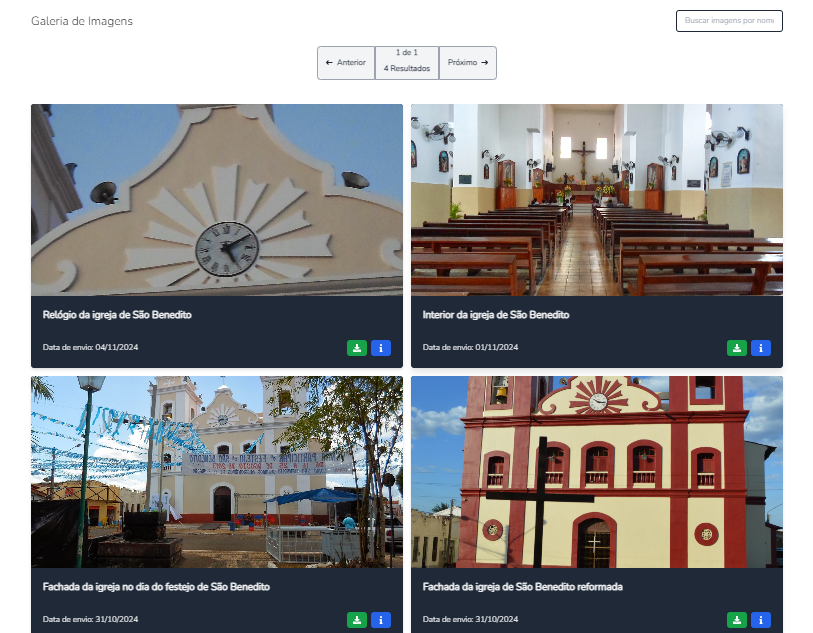 Galeria de Imagens
Buscar imagens por nome
← Anterior
1 de 1
4 Resultados
Próximo →
Relógio da igreja de São Benedito
Data de envio: 04/11/2024
Interior da igreja de São Benedito
Data de envio: 01/11/2024
Fachada da igreja no dia do festejo de São Benedito
Data de envio: 31/10/2024
Fachada da igreja de São Benedito reformada
Data de envio: 31/10/2024